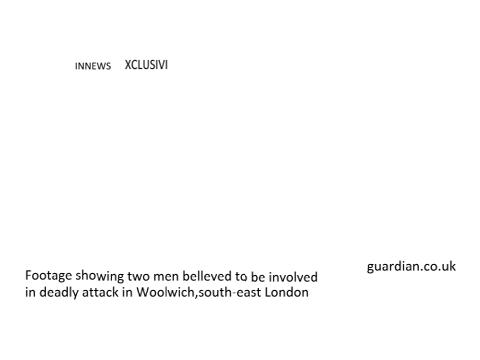 INNEWS XCLUSIVI
guardian.co.uk
Footage showing two men belleved to be involved
in deadly attack in Woolwich,south-east London